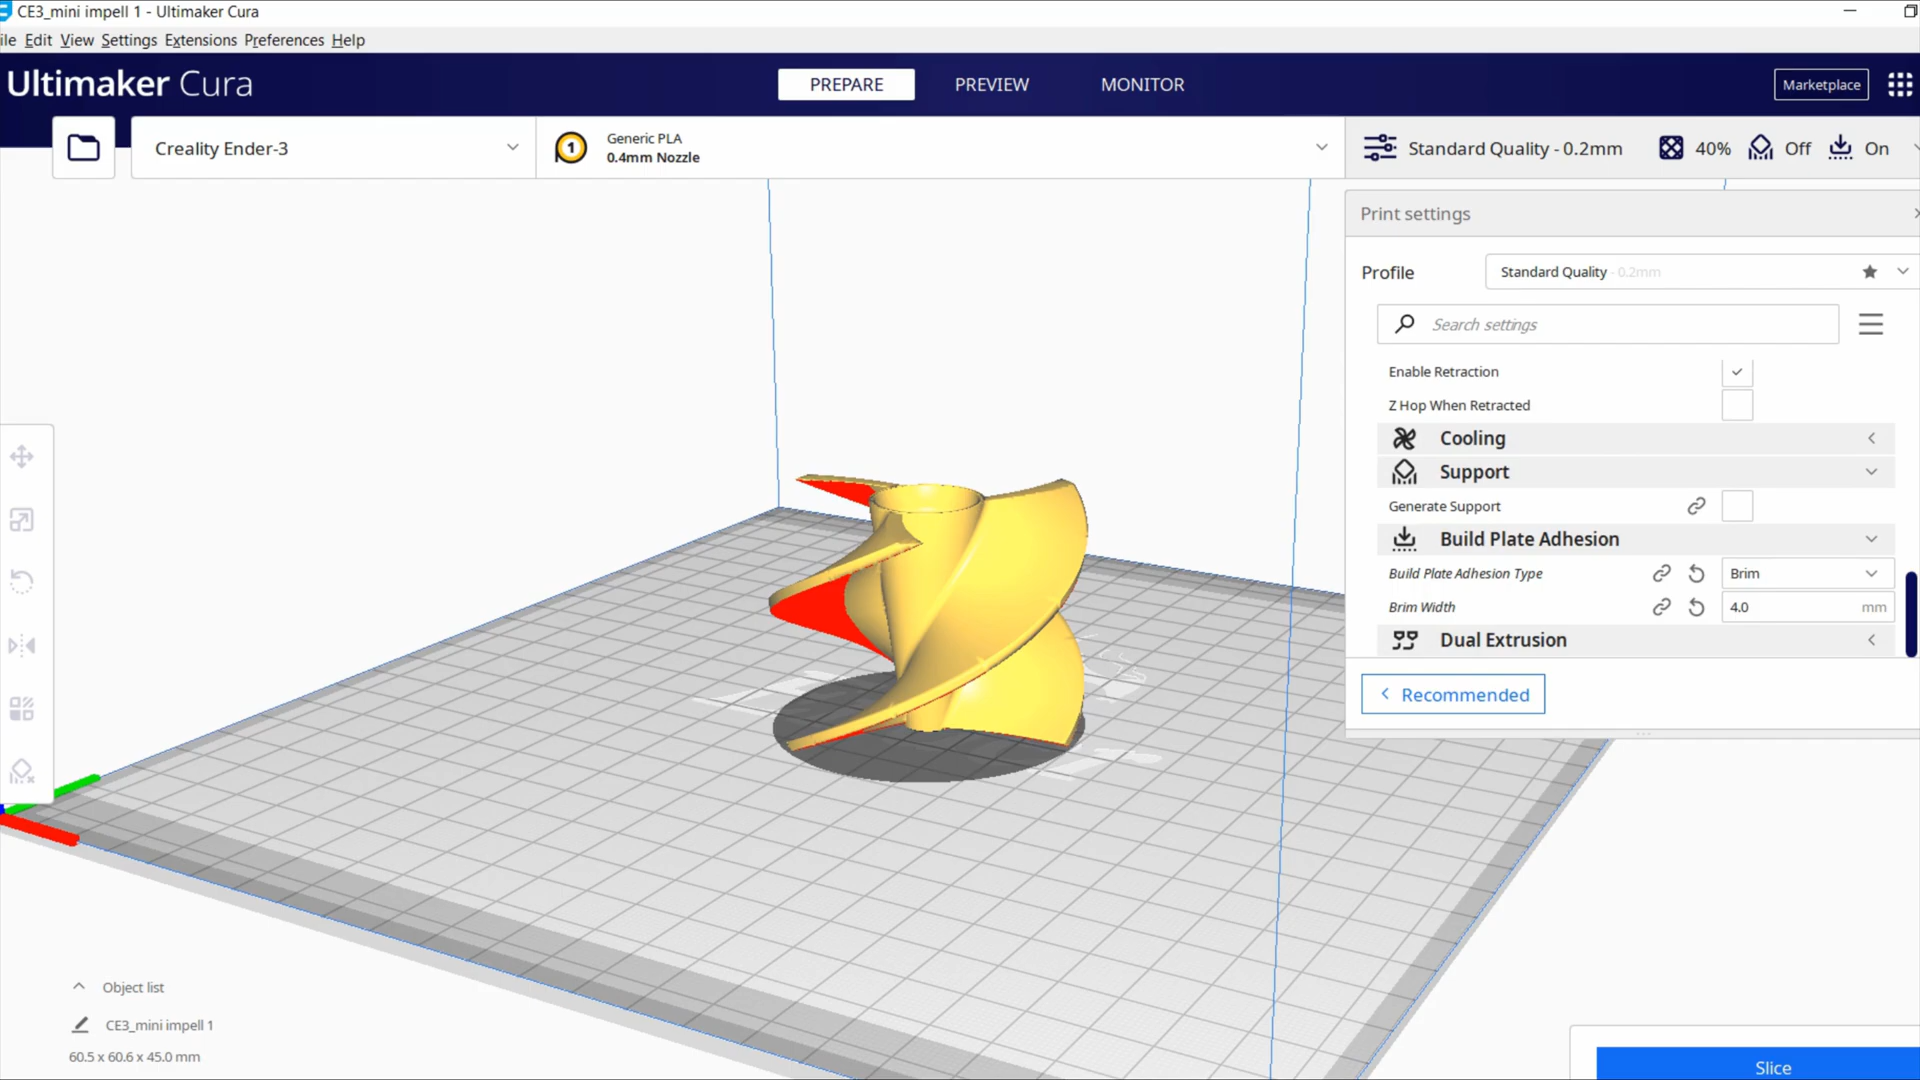 CE3_mini impell 1 - Ultimaker Cura
ile Edit View Settings Extensions Preferences Help
Ultimaker Cura
PREPARE
PREVIEW
MONITOR
Marketplace
Creality Ender-3
1
Generic PLA
0.4mm Nozzle
Standard Quality - 0.2mm
40%
Off
On
Print settings
Profile
Standard Quality - 0.2mm
Search settings
Enable Retraction
Z Hop When Retracted
Cooling
Support
Generate Support
Build Plate Adhesion
Build Plate Adhesion Type
Brim
Brim Width
4.0 mm
Dual Extrusion
Recommended
Object list
CE3_mini impell 1
60.5 x 60.6 x 45.0 mm
Slice